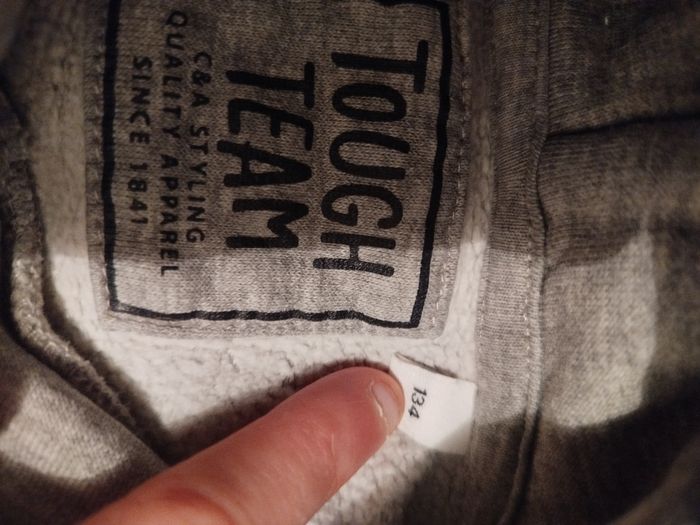 TOUGH
TEAM
C&A STYLING
QUALITY APPAREL
SINCE 1841
134